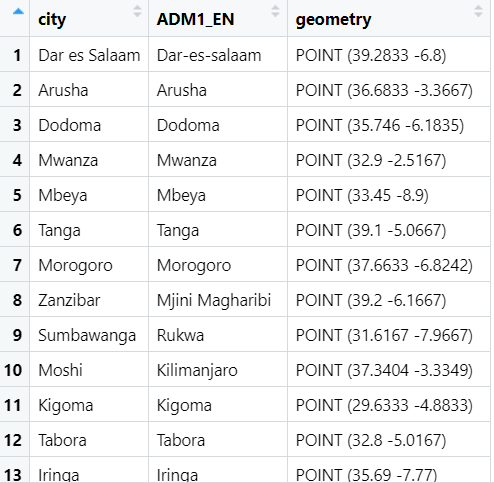 city ADM1_EN geometry
1 Dar es Salaam Dar-es-salaam POINT (39.2833 -6.8)
2 Arusha Arusha POINT (36.6833 -3.3667)
3 Dodoma Dodoma POINT (35.746 -6.1835)
4 Mwanza Mwanza POINT (32.9 -2.5167)
5 Mbeya Mbeya POINT (33.45 -8.9)
6 Tanga Tanga POINT (39.1 -5.0667)
7 Morogoro Morogoro POINT (37.6633 -6.8242)
8 Zanzibar Mjini Magharibi POINT (39.2 -6.1667)
9 Sumbawanga Rukwa POINT (31.6167 -7.9667)
10 Moshi Kilimanjaro POINT (37.3404 -3.3349)
11 Kigoma Kigoma POINT (29.6333 -4.8833)
12 Tabora Tabora POINT (32.8 -5.0167)
13 Iringa Iringa POINT (35.69 -7.77)